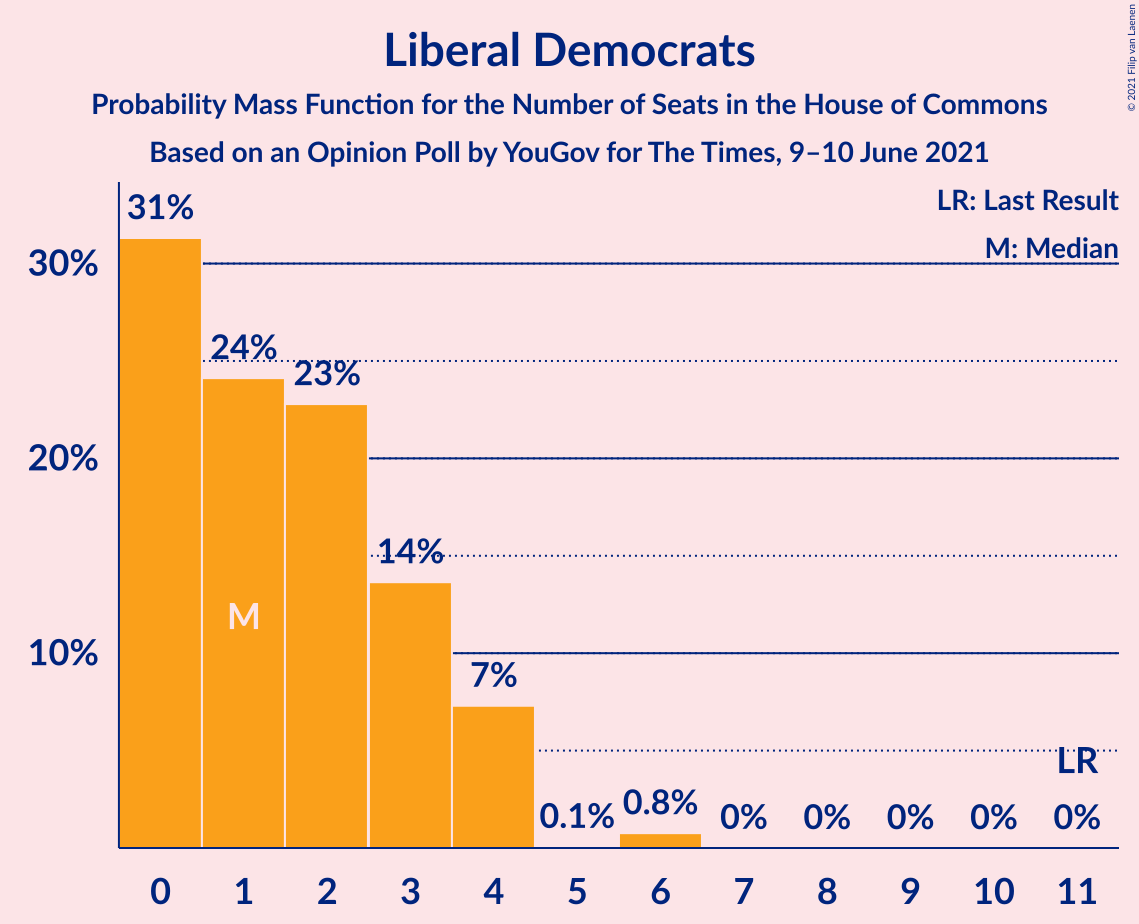 Liberal Democrats
Probability Mass Function for the Number of Seats in the House of Commons
Based on an Opinion Poll by YouGov for The Times, 9–10 June 2021
© 2021 Filip van Laenen
LR: Last Result
M: Median
31%
30%
24%
23%
20%
14%
M
10%
7%
LR
0.1%
0.8%
0%
0%
0%
0%
0%
0 1 2 3 4 5 6 7 8 9 10 11